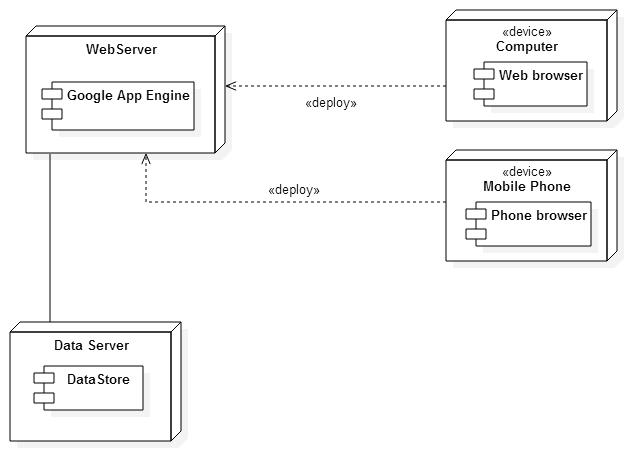 WebServer
Google App Engine
«deploy»
«device»
Computer
Web browser
«deploy»
«device»
Mobile Phone
Phone browser
Data Server
DataStore